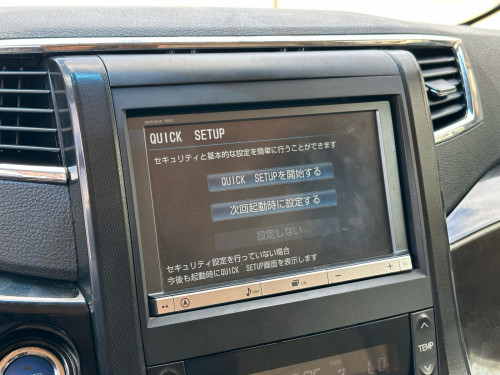 QUICK SETUP
セキュリティと基本的な設定を簡単に行うことができます
QUICK SETUPを開始する
次回起動時に設定する
設定しない
セキュリティ設定を行っていない場合
今後も起動時にQUICK SETUP画面を表示します
TEMP